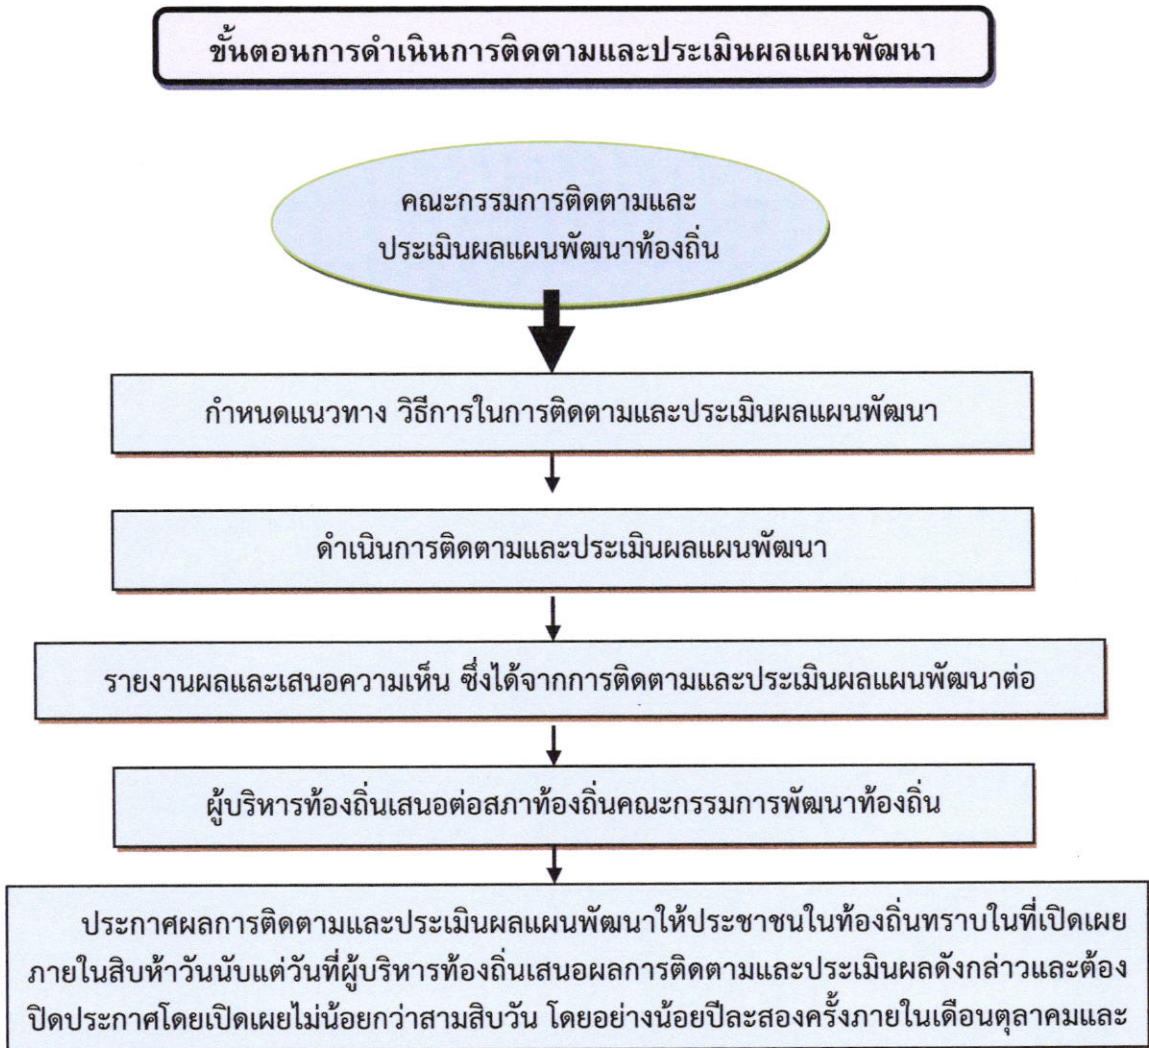 ขั้นตอนการดำเนินการติดตามและประเมินผลแผนพัฒนา
คณะกรรมการติดตามและ
ประเมินผลแผนพัฒนาท้องถิ่น
กำหนดแนวทาง วิธีการในการติดตามและประเมินผลแผนพัฒนา
ดำเนินการติดตามและประเมินผลแผนพัฒนา
รายงานผลและเสนอความเห็น ซึ่งได้จากการติดตามและประเมินผลแผนพัฒนาต่อ
ผู้บริหารท้องถิ่นเสนอต่อสภาท้องถิ่นคณะกรรมการพัฒนาท้องถิ่น
ประกาศผลการติดตามและประเมินผลแผนพัฒนาให้ประชาชนในท้องถิ่นทราบในที่เปิดเผย
ภายในสิบห้าวันนับแต่วันที่ผู้บริหารท้องถิ่นเสนอผลการติดตามและประเมินผลดังกล่าวและต้อง
ปิดประกาศโดยเปิดเผยไม่น้อยกว่าสามสิบวัน โดยอย่างน้อยปีละสองครั้งภายในเดือนตุลาคมและ